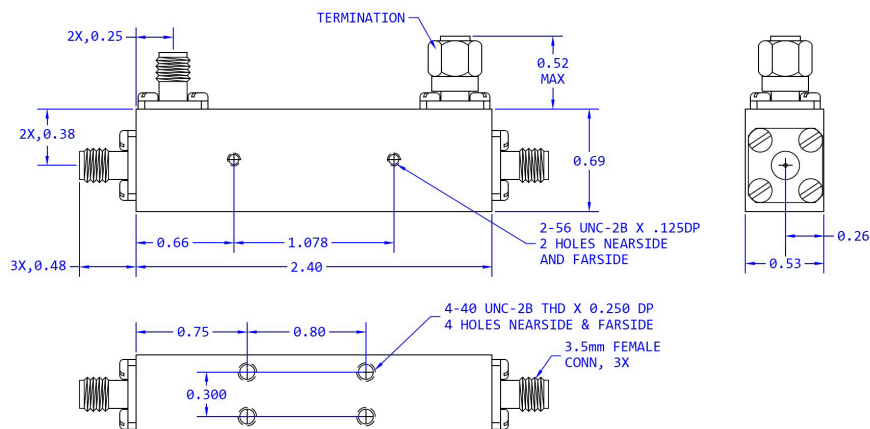 TERMINATION
2X,0.25
0.52
MAX
2X,0.38
0.69
2-56 UNC-2B X .125DP
2 HOLES NEARSIDE
AND FARSIDE
0.66
1.078
3X,0.48
2.40
0.26
0.53
4-40 UNC-2B THD X 0.250 DP
4 HOLES NEARSIDE & FARSIDE
0.75
0.80
3.5mm FEMALE
CONN, 3X
0.300